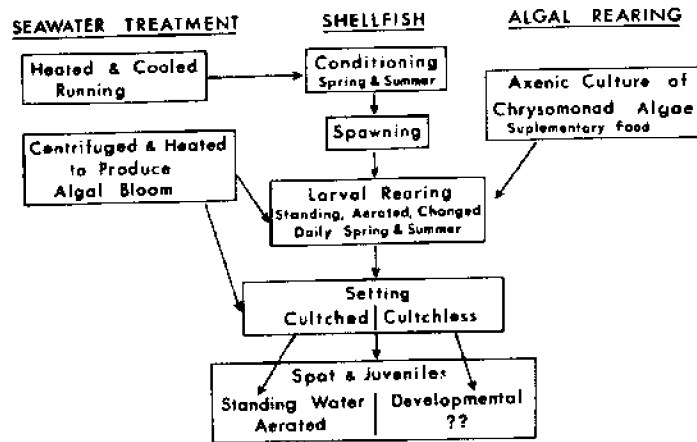 SEAWATER TREATMENT
Heated & Cooled
Running
Centrifuged & Heated
to Produce
Algal Bloom
SHELLFISH
Conditioning
Spring & Summer
Spawning
Larval Rearing
Standing, Aerated, Changed
Daily Spring & Summer
Setting
Cultched | Cultchless
Spat & Juveniles
Standing Water
Aerated
Developmental
??
ALGAL REARING
Axenic Culture of
Chrysomonad Algae
Suplementary Food